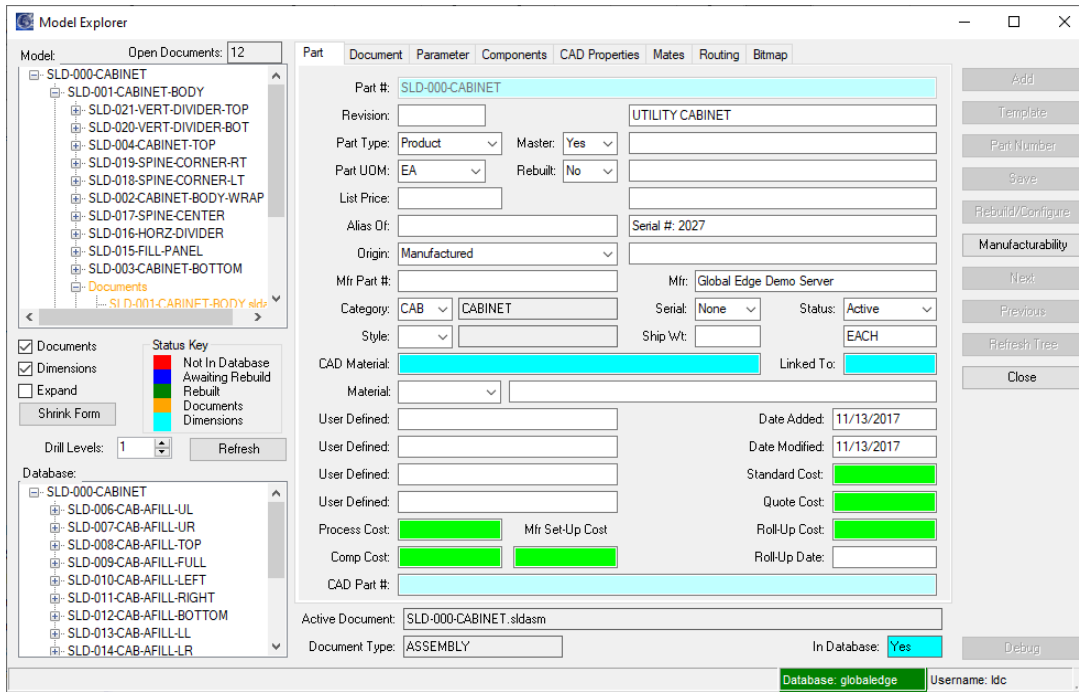 Model Explorer
Model: Open Documents: 12
SLD-000-CABINET
SLD-001-CABINET-BODY
SLD-021-VERT-DIVIDER-TOP
SLD-020-VERT-DIVIDER-BOT
SLD-004-CABINET-TOP
SLD-019-SPINE-CORNER-RT
SLD-018-SPINE-CORNER-LT
SLD-002-CABINET-BODY-WRAP
SLD-017-SPINE-CENTER
SLD-016-HORZ-DIVIDER
SLD-015-FILL-PANEL
SLD-003-CABINET-BOTTOM
Documents
SLD-001-CABINET-BODY.slda
Documents
Dimensions
Expand
Shrink Form
Status Key
Not In Database
Awaiting Rebuild
Rebuilt
Documents
Dimensions
Drill Levels: 1 Refresh
Database:
SLD-000-CABINET
SLD-006-CAB-AFILL-UL
SLD-007-CAB-AFILL-UR
SLD-008-CAB-AFILL-TOP
SLD-009-CAB-AFILL-FULL
SLD-010-CAB-AFILL-LEFT
SLD-011-CAB-AFILL-RIGHT
SLD-012-CAB-AFILL-BOTTOM
SLD-013-CAB-AFILL-LL
SLD-014-CAB-AFILL-LR
Part Document Parameter Components CAD Properties Mates Routing Bitmap
Part #: SLD-000-CABINET
Revision: UTILITY CABINET
Part Type: Product Master: Yes
Part UOM: EA Rebuilt: No
List Price:
Alias Of: Serial #: 2027
Origin: Manufactured
Mfr Part #: Mfr: Global Edge Demo Server
Category: CAB CABINET Serial: None Status: Active
Style: Ship Wt: EACH
CAD Material: Linked To:
Material:
User Defined: Date Added: 11/13/2017
User Defined: Date Modified: 11/13/2017
User Defined: Standard Cost:
User Defined: Quote Cost:
Process Cost: Mfr Set-Up Cost Roll-Up Cost:
Comp Cost: Roll-Up Date:
CAD Part #:
Active Document: SLD-000-CABINET.sldasm
Document Type: ASSEMBLY In Database: Yes
Add
Template
Part Number
Save
Rebuild/Configure
Manufacturability
Next
Previous
Refresh Tree
Close
Debug
Database: globaledge Username: ldc